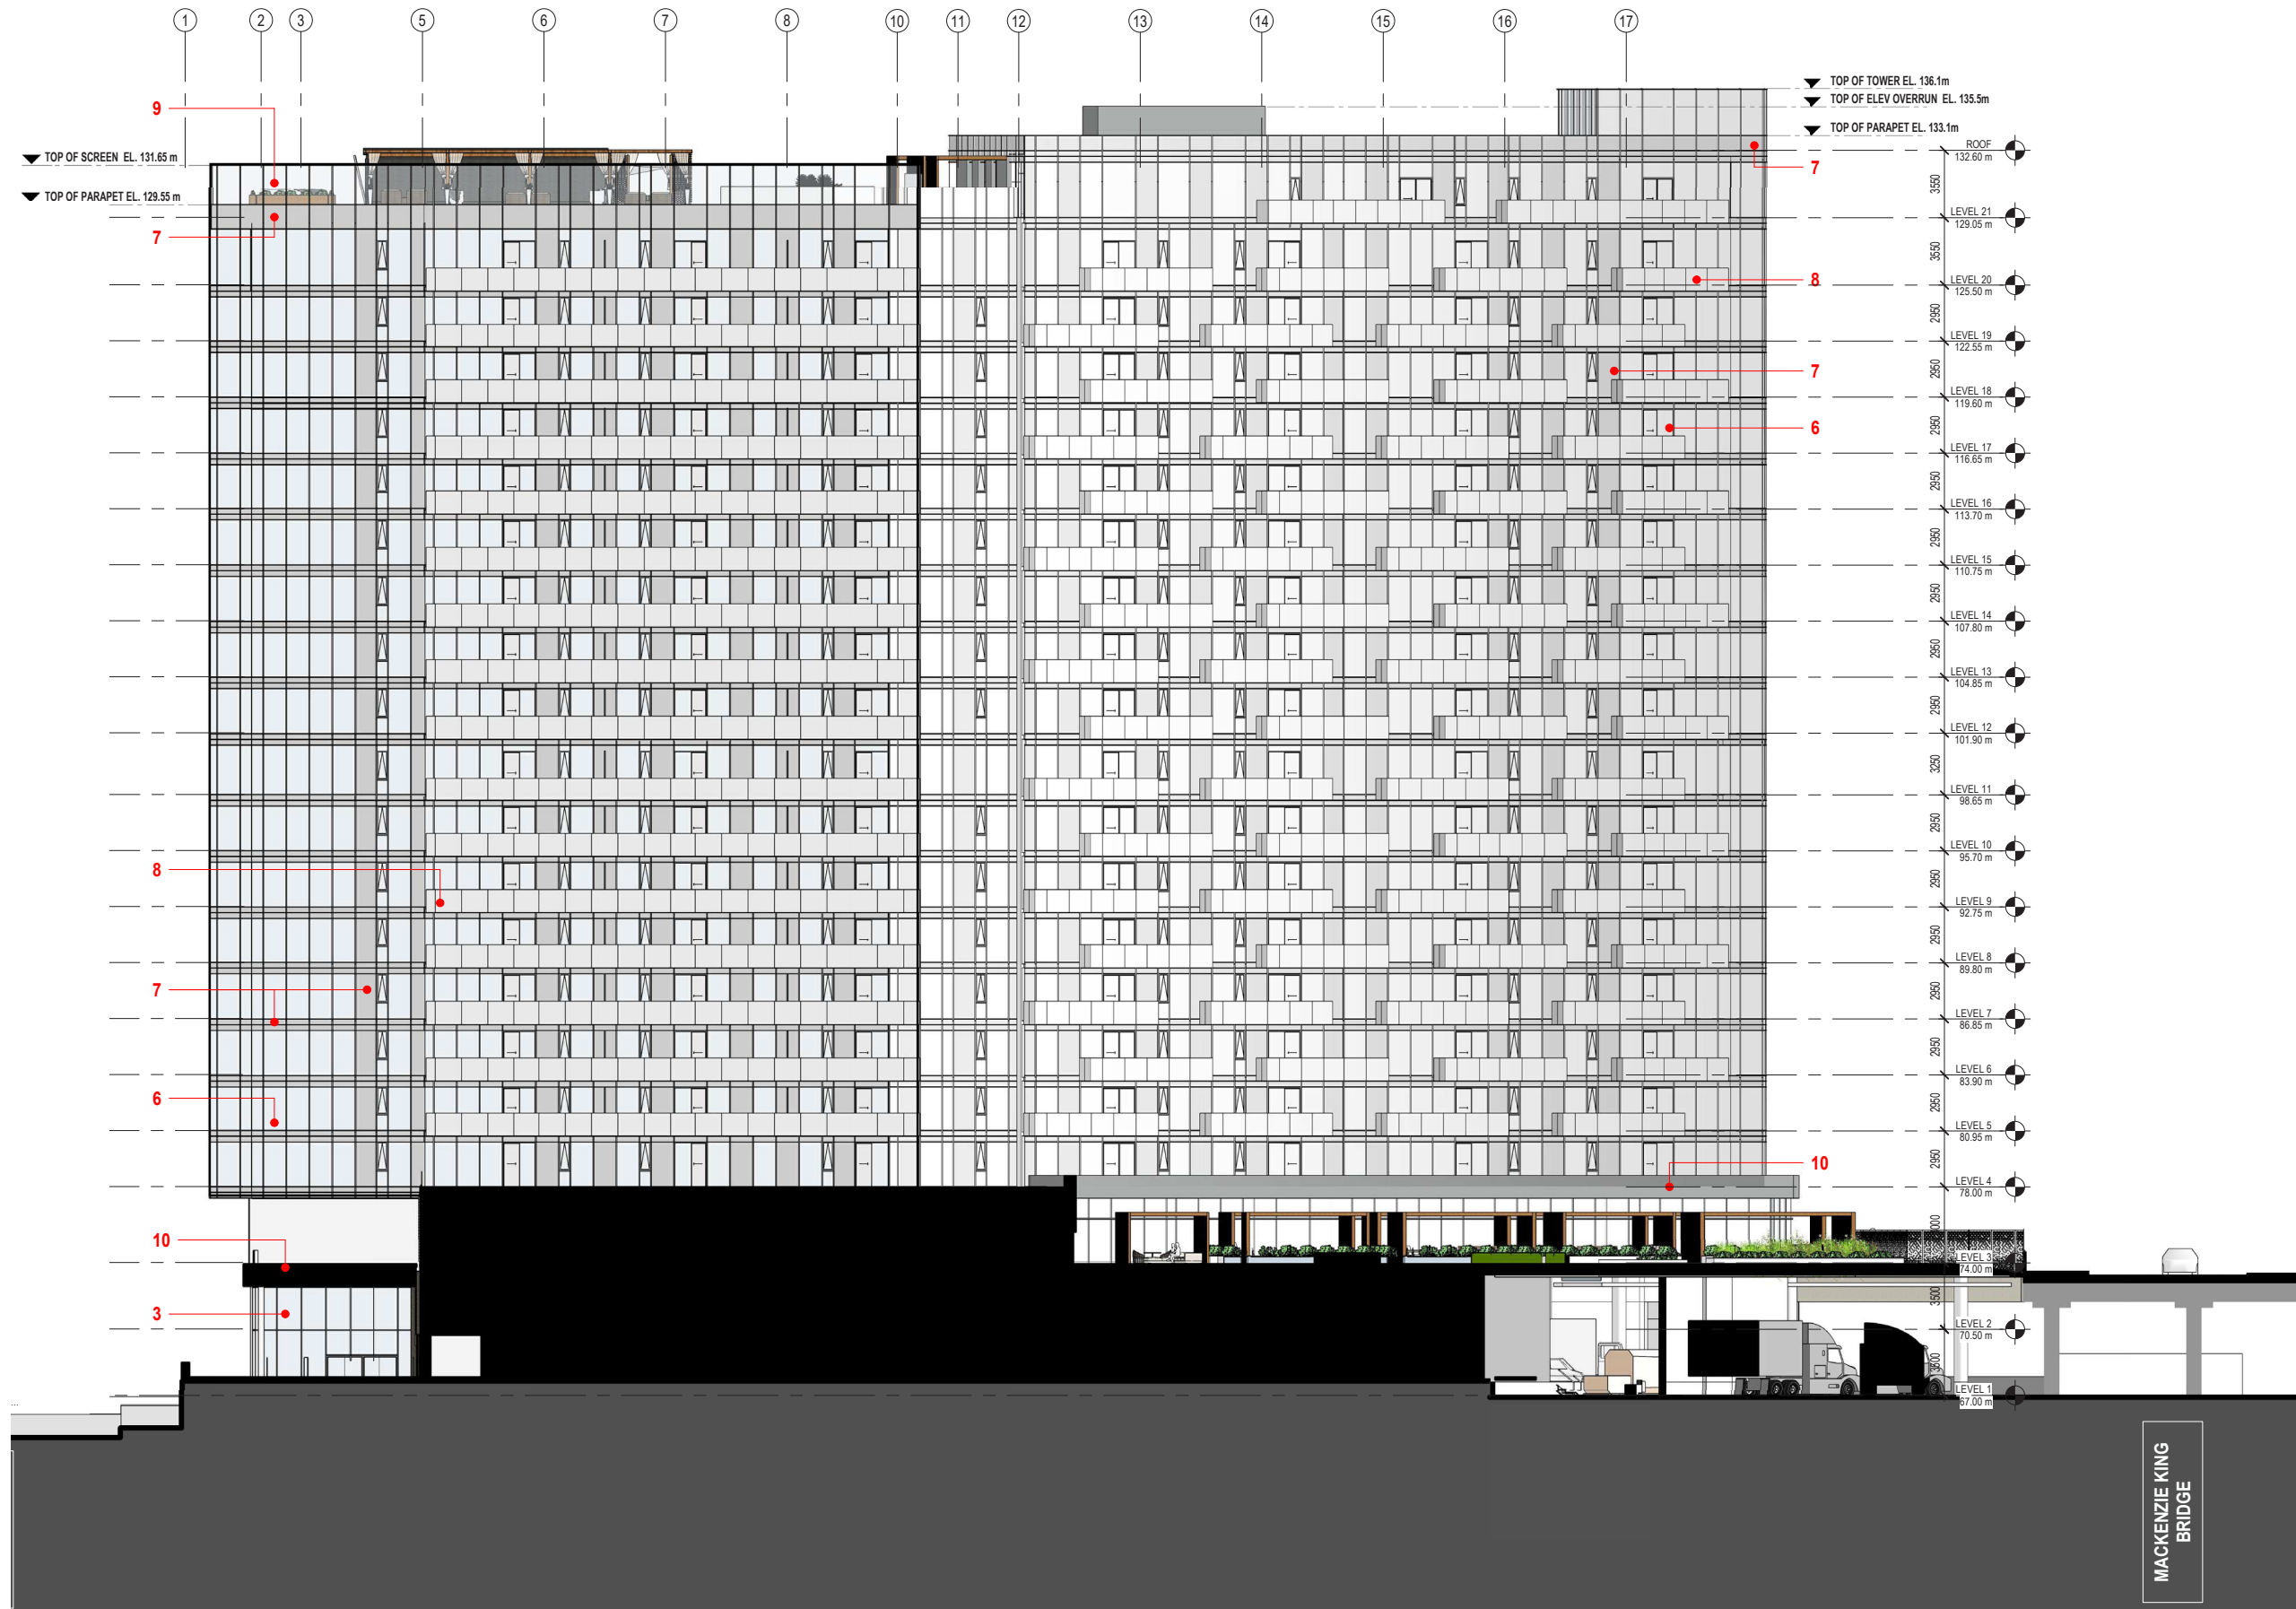 1 2 3 5 6 7 8 10 11 12 13 14 15 16 17
TOP OF TOWER EL. 136.1m
9
TOP OF ELEV OVERRUN EL. 135.5m
TOP OF PARAPET EL. 133.1m
ROOF
132.60 m
TOP OF SCREEN EL. 131.65 m
7
3550
TOP OF PARAPET EL. 129.55 m
LEVEL 21
129.05 m
7
3550
8
LEVEL 20
125.50 m
2950
LEVEL 19
122.55 m
7
2950
LEVEL 18
119.60 m
6
2950
LEVEL 17
116.65 m
2950
LEVEL 16
113.70 m
2950
LEVEL 15
110.75 m
2950
LEVEL 14
107.80 m
2950
LEVEL 13
104.85 m
2950
LEVEL 12
101.90 m
3250
LEVEL 11
98.65 m
2950
LEVEL 10
95.70 m
8
2950
LEVEL 9
92.75 m
2950
LEVEL 8
89.80 m
7
2950
LEVEL 7
86.85 m
2950
LEVEL 6
83.90 m
6
2950
LEVEL 5
80.95 m
2950
10
LEVEL 4
78.00 m
10
LEVEL 3
74.00 m
3500
3
LEVEL 2
70.50 m
3500
LEVEL 1
67.00 m
...
MACKENZIE KING
BRIDGE